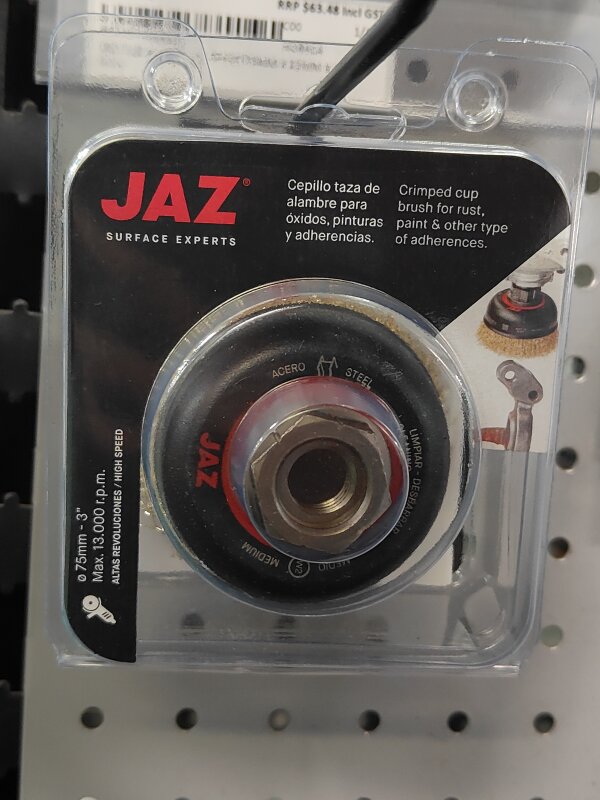 RRP $63.48 Incl GST
JAZ®
SURFACE EXPERTS
Cepillo taza de
alambre para
óxidos, pinturas
y adherencias.
Crimped cup
brush for rust,
paint & other type
of adherences.
ACERO STEEL
JAZ
LIMPIAR - DESBARBAR
MEDIUM
MEDIO
ø 75mm - 3"
Max. 13.000 r.p.m.
ALTAS REVOLUCIONES / HIGH SPEED